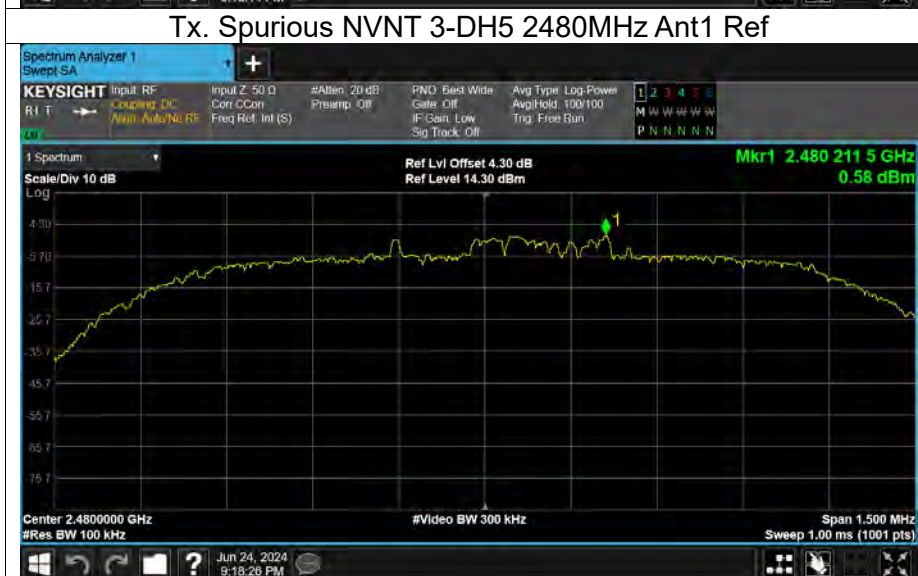 Tx. Spurious NVNT 3-DH5 2480MHz Ant1 Ref
Spectrum Analyzer 1
Swept SA
+
KEYSIGHT Input: RF Input Z: 50 Ω #Atten: 20 dB PNO: Best Wide Avg Type: Log-Power 1 2 3 4 5 6
RLT Coupling: DC Corr CCorr Preamp: Off Gate: Off Avg|Hold: 100/100 M W W W W W
Align: Auto/No RF Freq Ref: Int (S) IF Gain: Low Trig: Free Run P N N N N N
Sig Track: Off
1 Spectrum
Ref Lvl Offset 4.30 dB
Mkr1 2.480 211 5 GHz
Scale/Div 10 dB
Ref Level 14.30 dBm
0.58 dBm
Log
1
4.30
-5.70
-15.7
-25.7
-35.7
-45.7
-55.7
-65.7
-75.7
Center 2.4800000 GHz #Video BW 300 kHz Span 1.500 MHz
#Res BW 100 kHz Sweep 1.00 ms (1001 pts)
? Jun 24, 2024
9:18:26 PM